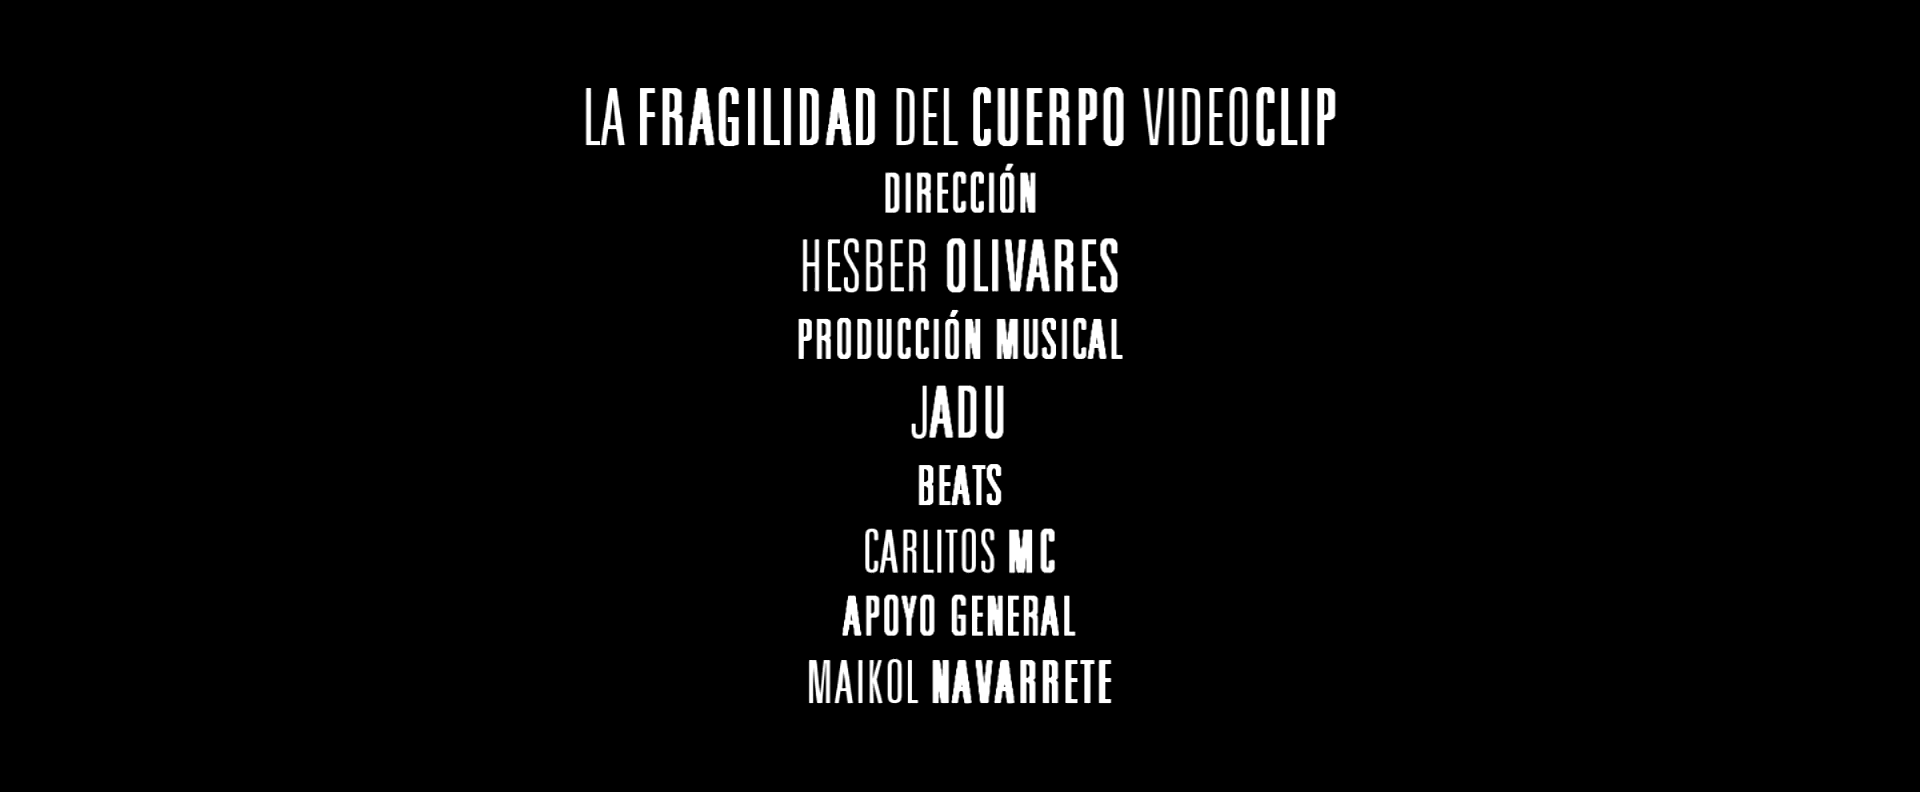 LA FRAGILIDAD DEL CUERPO VIDEOCLIP
DIRECCIÓN
HESBER OLIVARES
PRODUCCIÓN MUSICAL
JADU
BEATS
CARLITOS MC
APOYO GENERAL
MAIKOL NAVARRETE